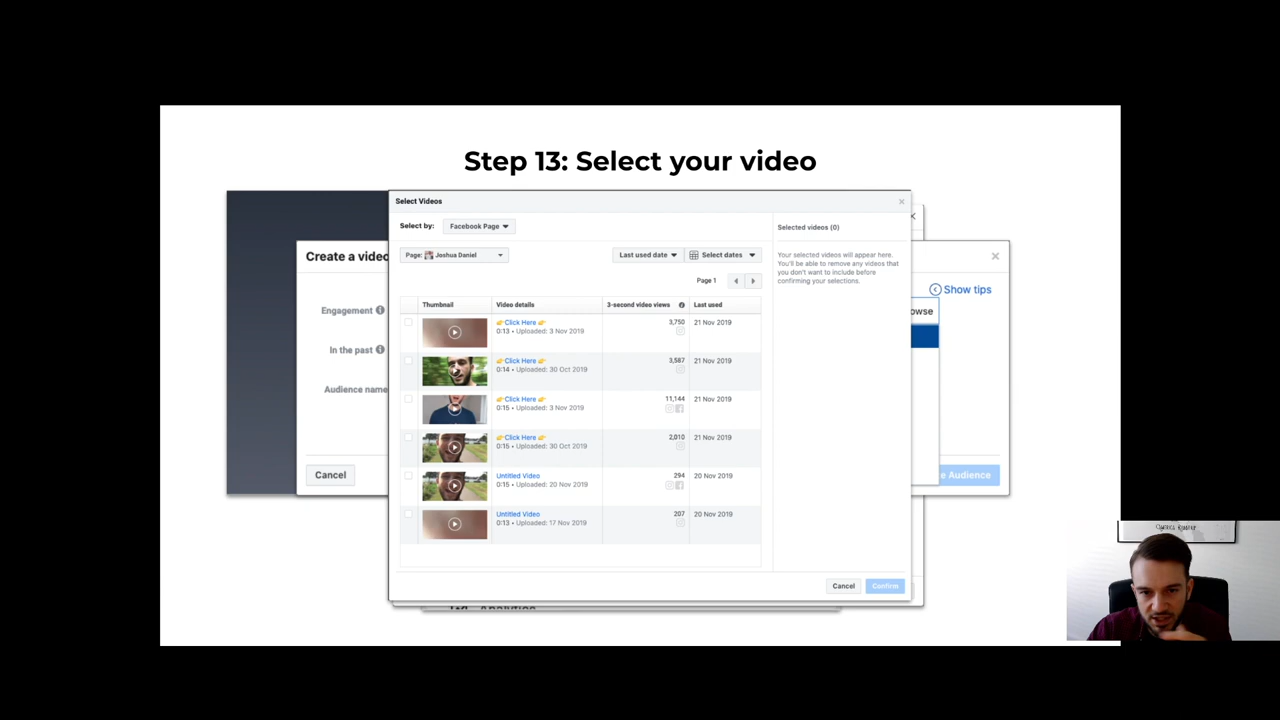 Step 13: Select your video
Select Videos
Select by: Facebook Page
Page: Joshua Daniel
Last used date
Select dates
Page 1
Thumbnail Video details 3-second video views Last used
👉Click Here 👉 3,750 21 Nov 2019
0:13 • Uploaded: 3 Nov 2019
👉Click Here 👉 3,587 21 Nov 2019
0:14 • Uploaded: 30 Oct 2019
👉Click Here 👉 11,144 21 Nov 2019
0:15 • Uploaded: 3 Nov 2019
👉Click Here 👉 2,010 21 Nov 2019
0:15 • Uploaded: 30 Oct 2019
Untitled Video 294 20 Nov 2019
0:15 • Uploaded: 20 Nov 2019
Untitled Video 207 20 Nov 2019
0:13 • Uploaded: 17 Nov 2019
Selected videos (0)
Your selected videos will appear here.
You'll be able to remove any videos that
you don't want to include before
confirming your selections.
Cancel Confirm
Create a video
Engagement
In the past
Audience name
Cancel
Show tips
owse
e Audience